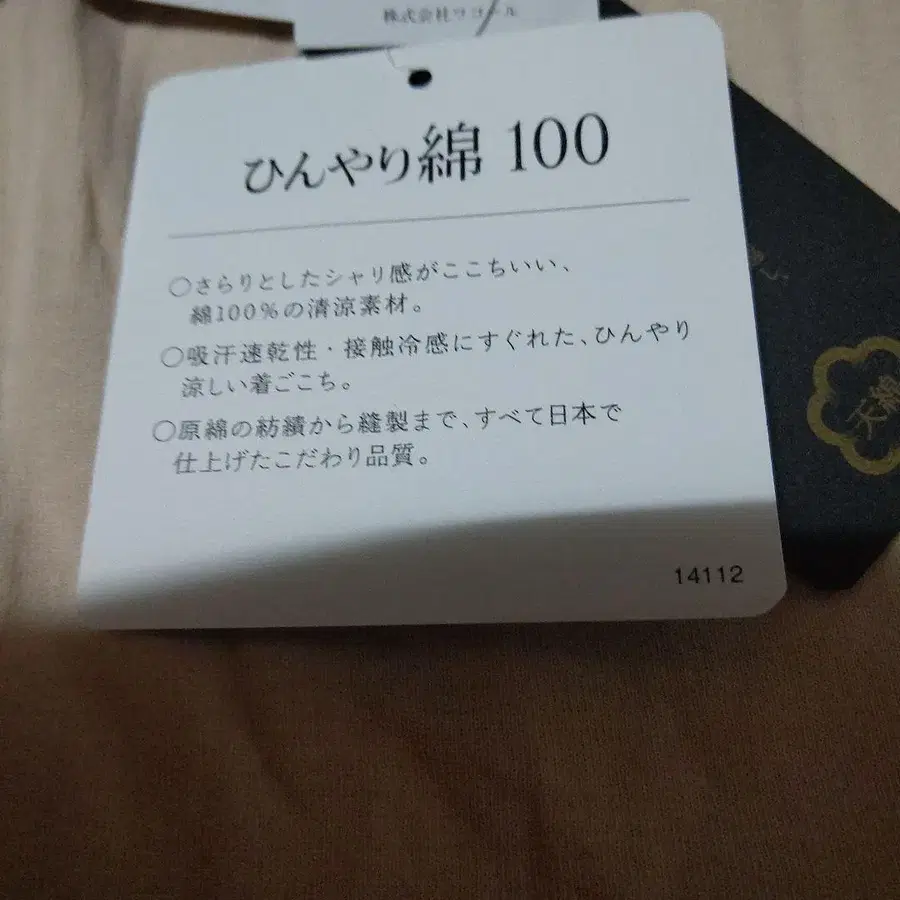 株式会社ワコール
ひんやり綿 100
○さらりとしたシャリ感がここちいい、
綿100%の清涼素材。
○吸汗速乾性・接触冷感にすぐれた、ひんやり
涼しい着ごこち。
○原綿の紡績から縫製まで、すべて日本で
仕上げたこだわり品質。
14112
天綿